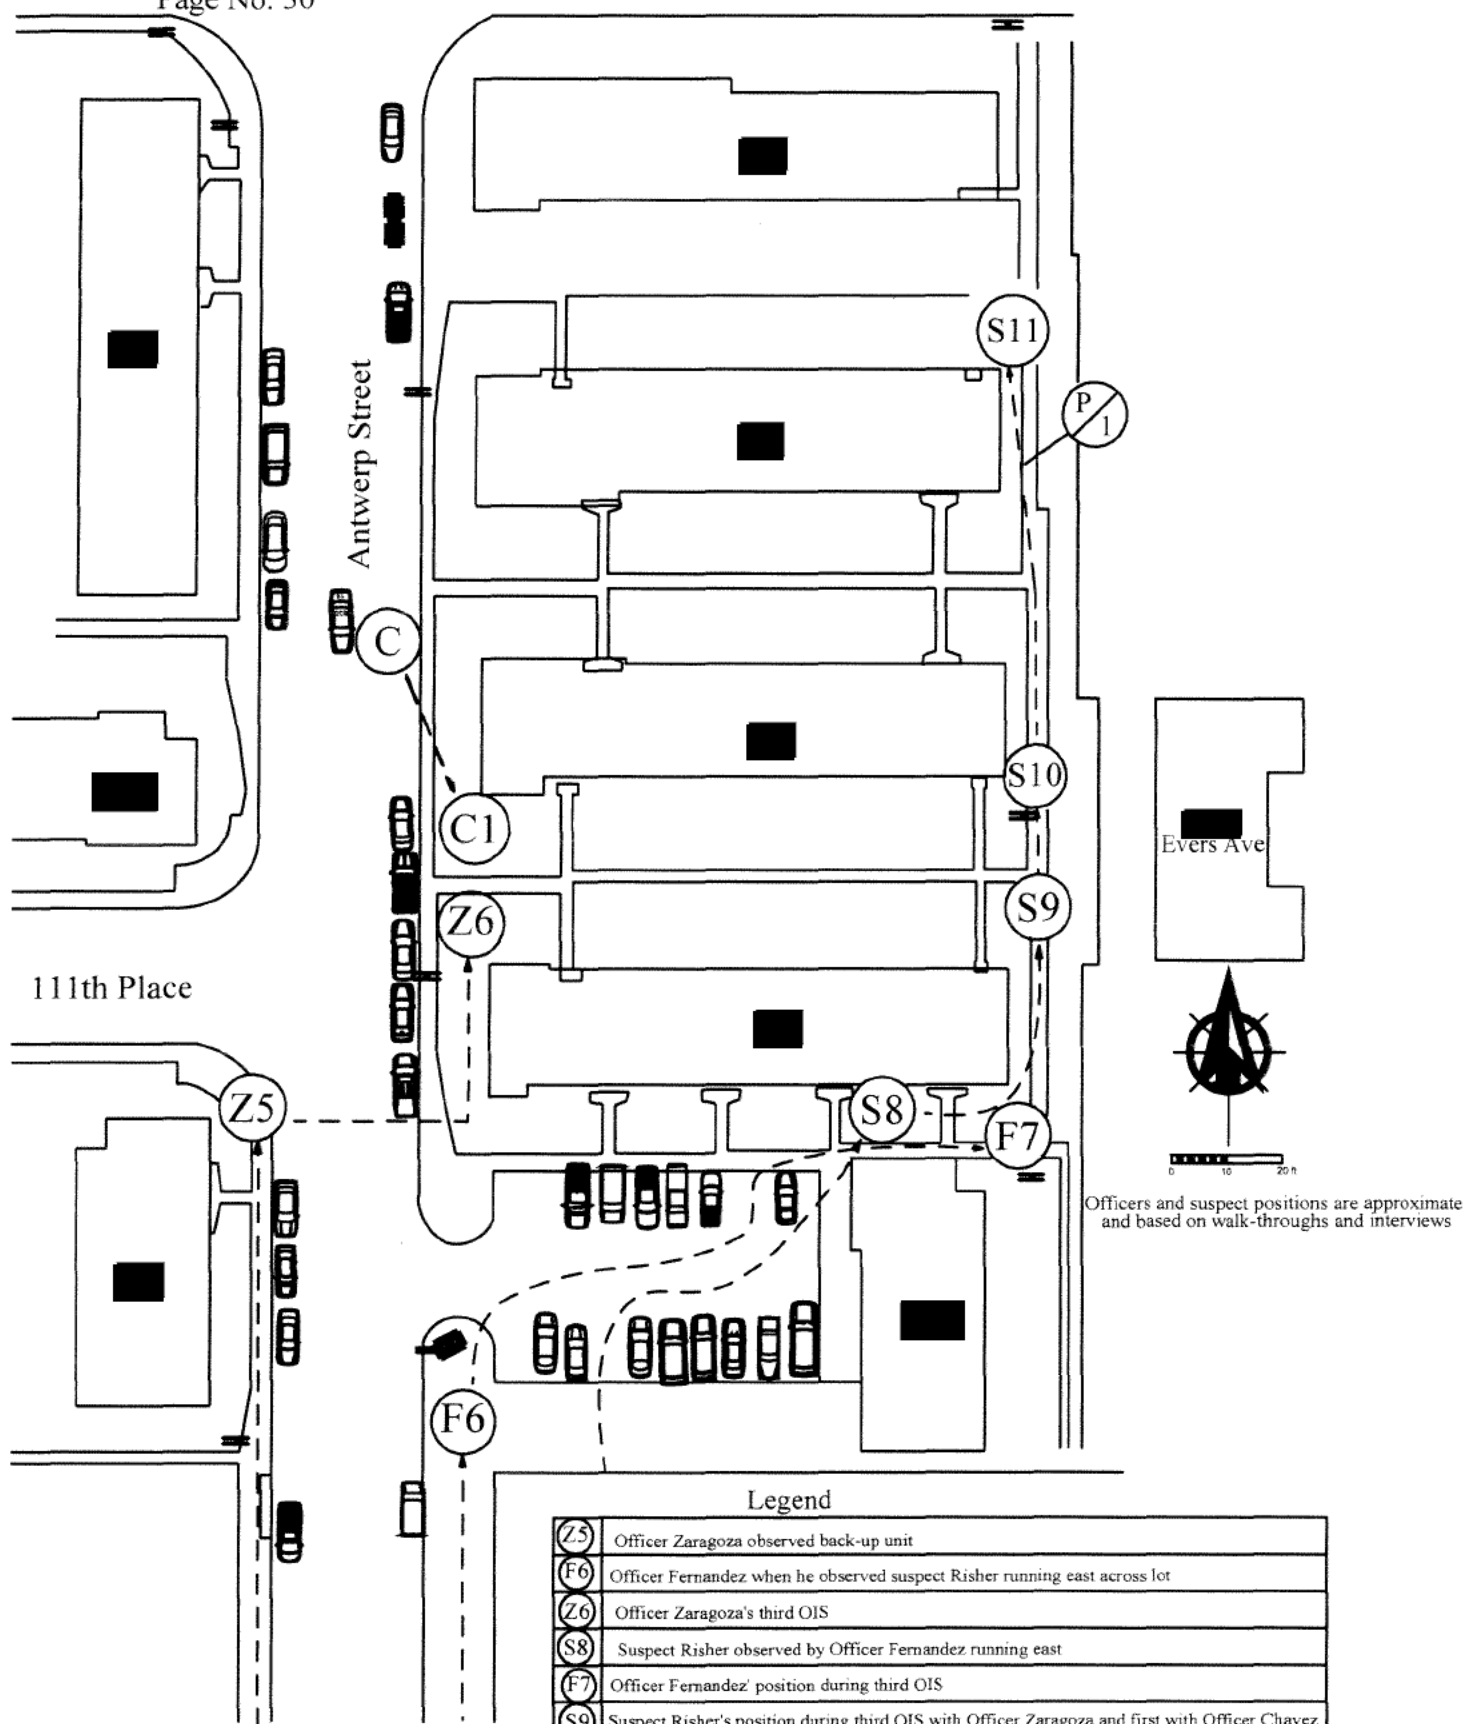 Page No. 30
Antwerp Street
S11
P
1
C
C1
S10
Evers Ave
S9
Z6
111th Place
Z5
S8
F7
0 10 20 ft
Officers and suspect positions are approximate
and based on walk-throughs and interviews
F6
Legend
Z5 Officer Zaragoza observed back-up unit
F6 Officer Fernandez when he observed suspect Risher running east across lot
Z6 Officer Zaragoza's third OIS
S8 Suspect Risher observed by Officer Fernandez running east
F7 Officer Fernandez' position during third OIS
S9 Suspect Risher's position during third OIS with Officer Zaragoza and first with Officer Chavez